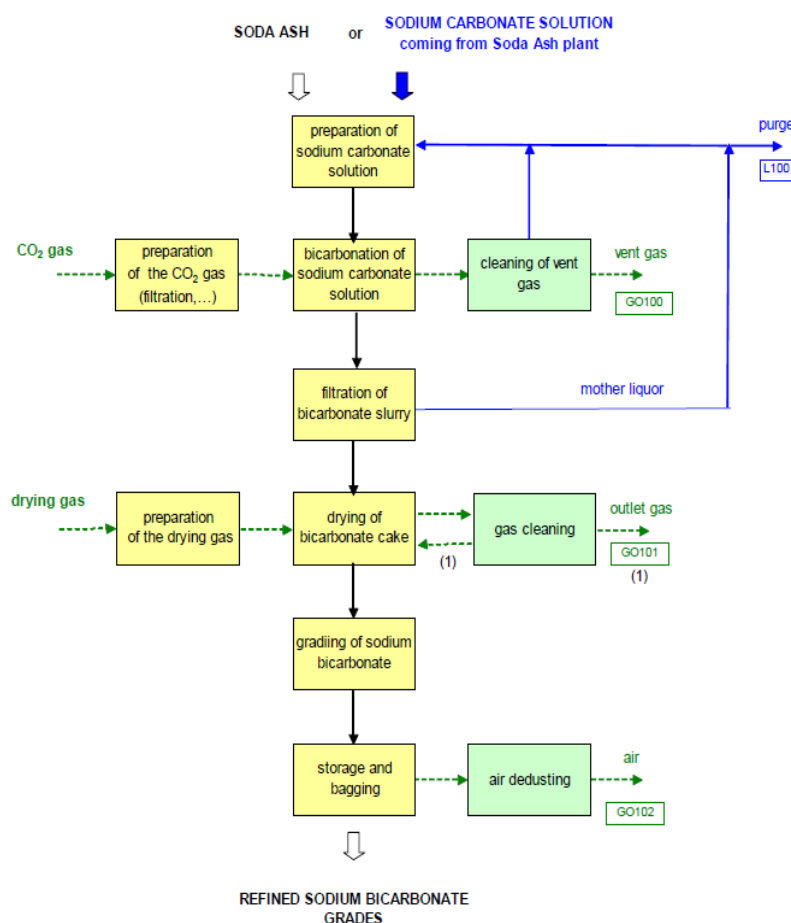 SODA ASH or SODIUM CARBONATE SOLUTION
coming from Soda Ash plant
preparation of
sodium carbonate
solution
purge
L100
CO₂ gas
preparation
of the CO₂ gas
(filtration,...)
bicarbonation of
sodium carbonate
solution
cleaning of vent
gas
vent gas
GO100
filtration of
bicarbonate slurry
mother liquor
drying gas
preparation
of the drying gas
drying of
bicarbonate cake
(1)
gas cleaning
outlet gas
GO101
(1)
gradiing of sodium
bicarbonate
storage and
bagging
air dedusting
air
GO102
REFINED SODIUM BICARBONATE
GRADES